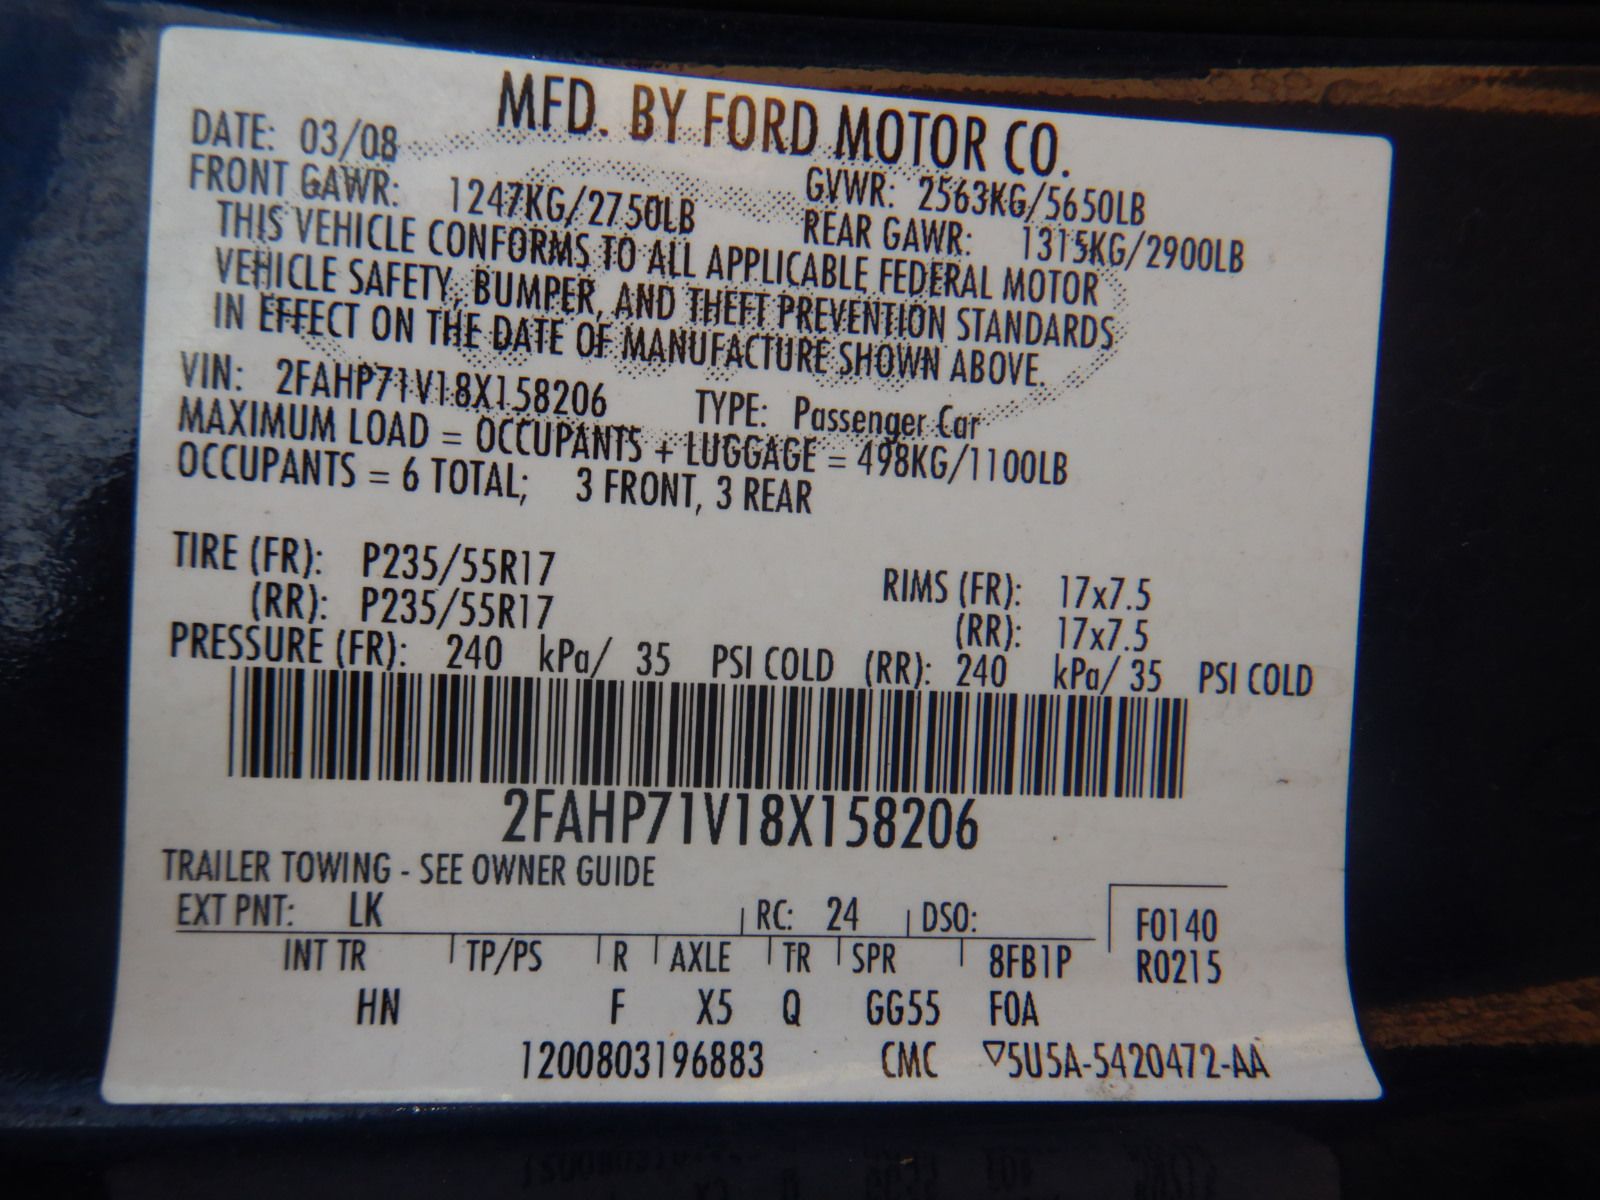 MFD. BY FORD MOTOR CO.
DATE: 03/08 GVWR: 2563KG/5650LB
FRONT GAWR: 1247KG/2750LB REAR GAWR: 1315KG/2900LB
THIS VEHICLE CONFORMS TO ALL APPLICABLE FEDERAL MOTOR
VEHICLE SAFETY, BUMPER, AND THEFT PREVENTION STANDARDS
IN EFFECT ON THE DATE OF MANUFACTURE SHOWN ABOVE.
VIN: 2FAHP71V18X158206 TYPE: Passenger Car
MAXIMUM LOAD = OCCUPANTS + LUGGAGE = 498KG/1100LB
OCCUPANTS = 6 TOTAL; 3 FRONT, 3 REAR
TIRE (FR): P235/55R17 RIMS (FR): 17x7.5
(RR): P235/55R17 (RR): 17x7.5
PRESSURE (FR): 240 kPa/ 35 PSI COLD (RR): 240 kPa/ 35 PSI COLD
2FAHP71V18X158206
TRAILER TOWING - SEE OWNER GUIDE
EXT PNT: LK RC: 24 DSO: F0140
INT TR TP/PS R AXLE TR SPR 8FB1P R0215
HN F X5 Q GG55 F0A
1200803196883 CMC ▽5U5A-5420472-AA